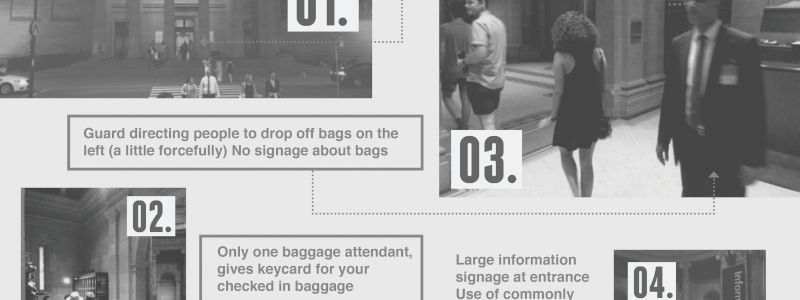 01.
Guard directing people to drop off bags on the
left (a little forcefully) No signage about bags
03.
02.
Only one baggage attendant,
gives keycard for your
checked in baggage
Large information
signage at entrance
Use of commonly
04.
Infor